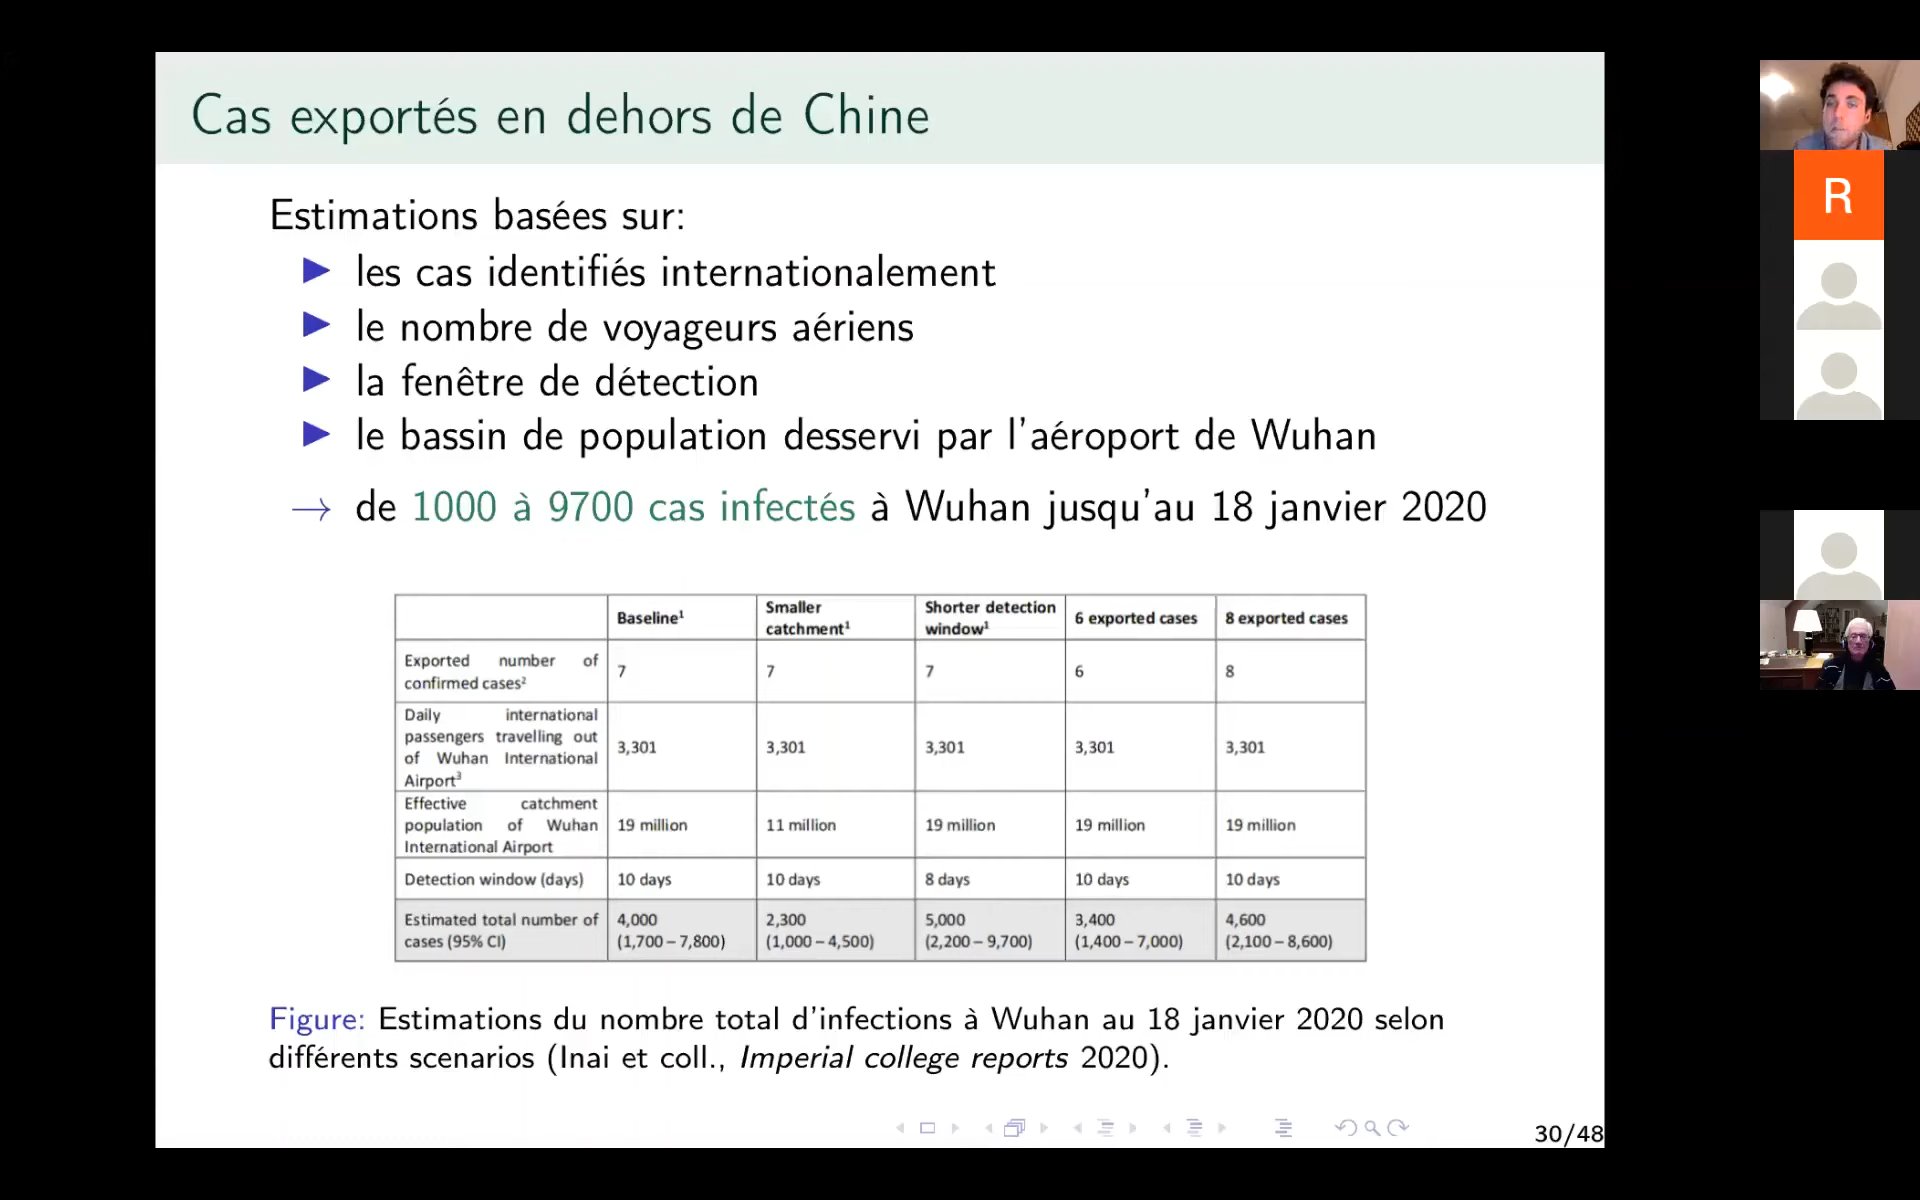 Cas exportés en dehors de Chine
Estimations basées sur:
les cas identifiés internationalement
le nombre de voyageurs aériens
la fenêtre de détection
le bassin de population desservi par l'aéroport de Wuhan
→ de 1000 à 9700 cas infectés à Wuhan jusqu'au 18 janvier 2020
Baseline¹ Smaller catchment¹ Shorter detection window¹ 6 exported cases 8 exported cases
Exported number of confirmed cases² 7 7 7 6 8
Daily international passengers travelling out of Wuhan International Airport³ 3,301 3,301 3,301 3,301 3,301
Effective catchment population of Wuhan International Airport 19 million 11 million 19 million 19 million 19 million
Detection window (days) 10 days 10 days 8 days 10 days 10 days
Estimated total number of cases (95% CI) 4,000 (1,700 – 7,800) 2,300 (1,000 – 4,500) 5,000 (2,200 – 9,700) 3,400 (1,400 – 7,000) 4,600 (2,100 – 8,600)
Figure: Estimations du nombre total d'infections à Wuhan au 18 janvier 2020 selon
différents scenarios (Inai et coll., Imperial college reports 2020).
30/48
R